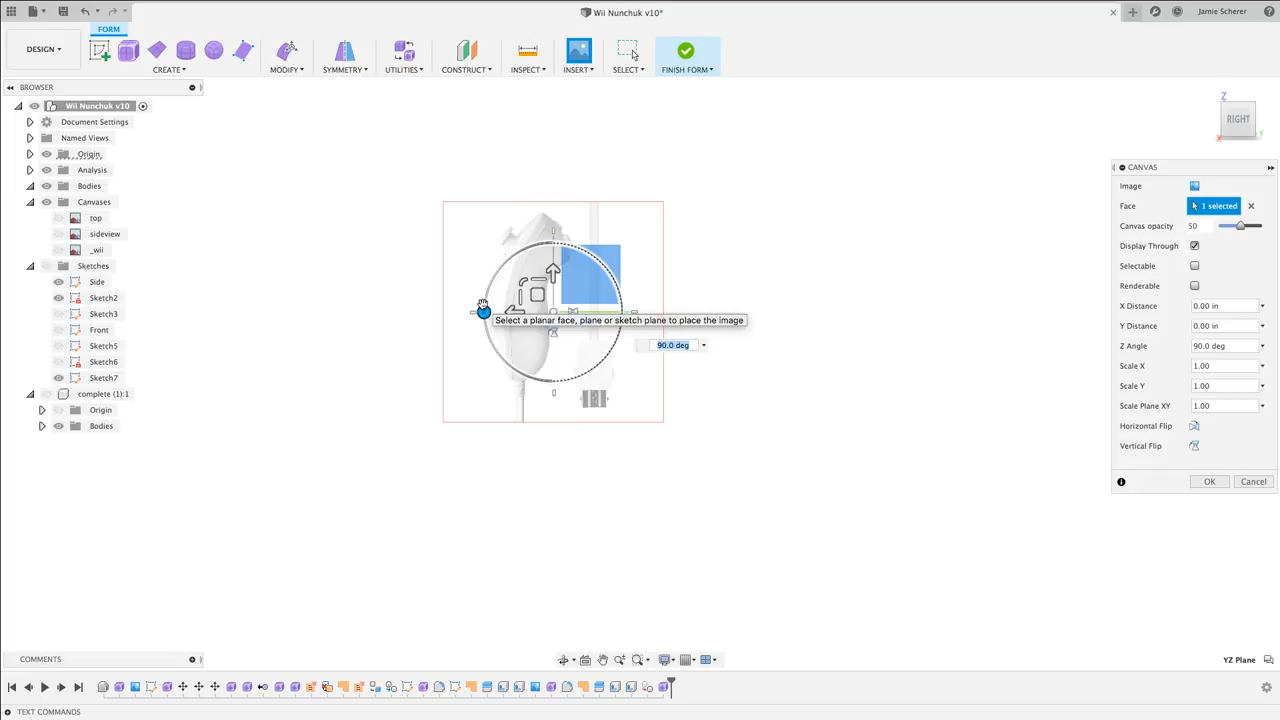 Wii Nunchuk v10*
Jamie Scherer
FORM
DESIGN
CREATE
MODIFY
SYMMETRY
UTILITIES
CONSTRUCT
INSPECT
INSERT
SELECT
FINISH FORM
BROWSER
Wii Nunchuk v10
Document Settings
Named Views
Origin
Analysis
Bodies
Canvases
top
sideview
_wii
Sketches
Side
Sketch2
Sketch3
Front
Sketch5
Sketch6
Sketch7
complete (1):1
Origin
Bodies
Z
RIGHT
X
Y
Select a planar face, plane or sketch plane to place the image
90.0 deg
CANVAS
Image
Face 1 selected
Canvas opacity 50
Display Through
Selectable
Renderable
X Distance 0.00 in
Y Distance 0.00 in
Z Angle 90.0 deg
Scale X 1.00
Scale Y 1.00
Scale Plane XY 1.00
Horizontal Flip
Vertical Flip
OK Cancel
COMMENTS
YZ Plane
TEXT COMMANDS